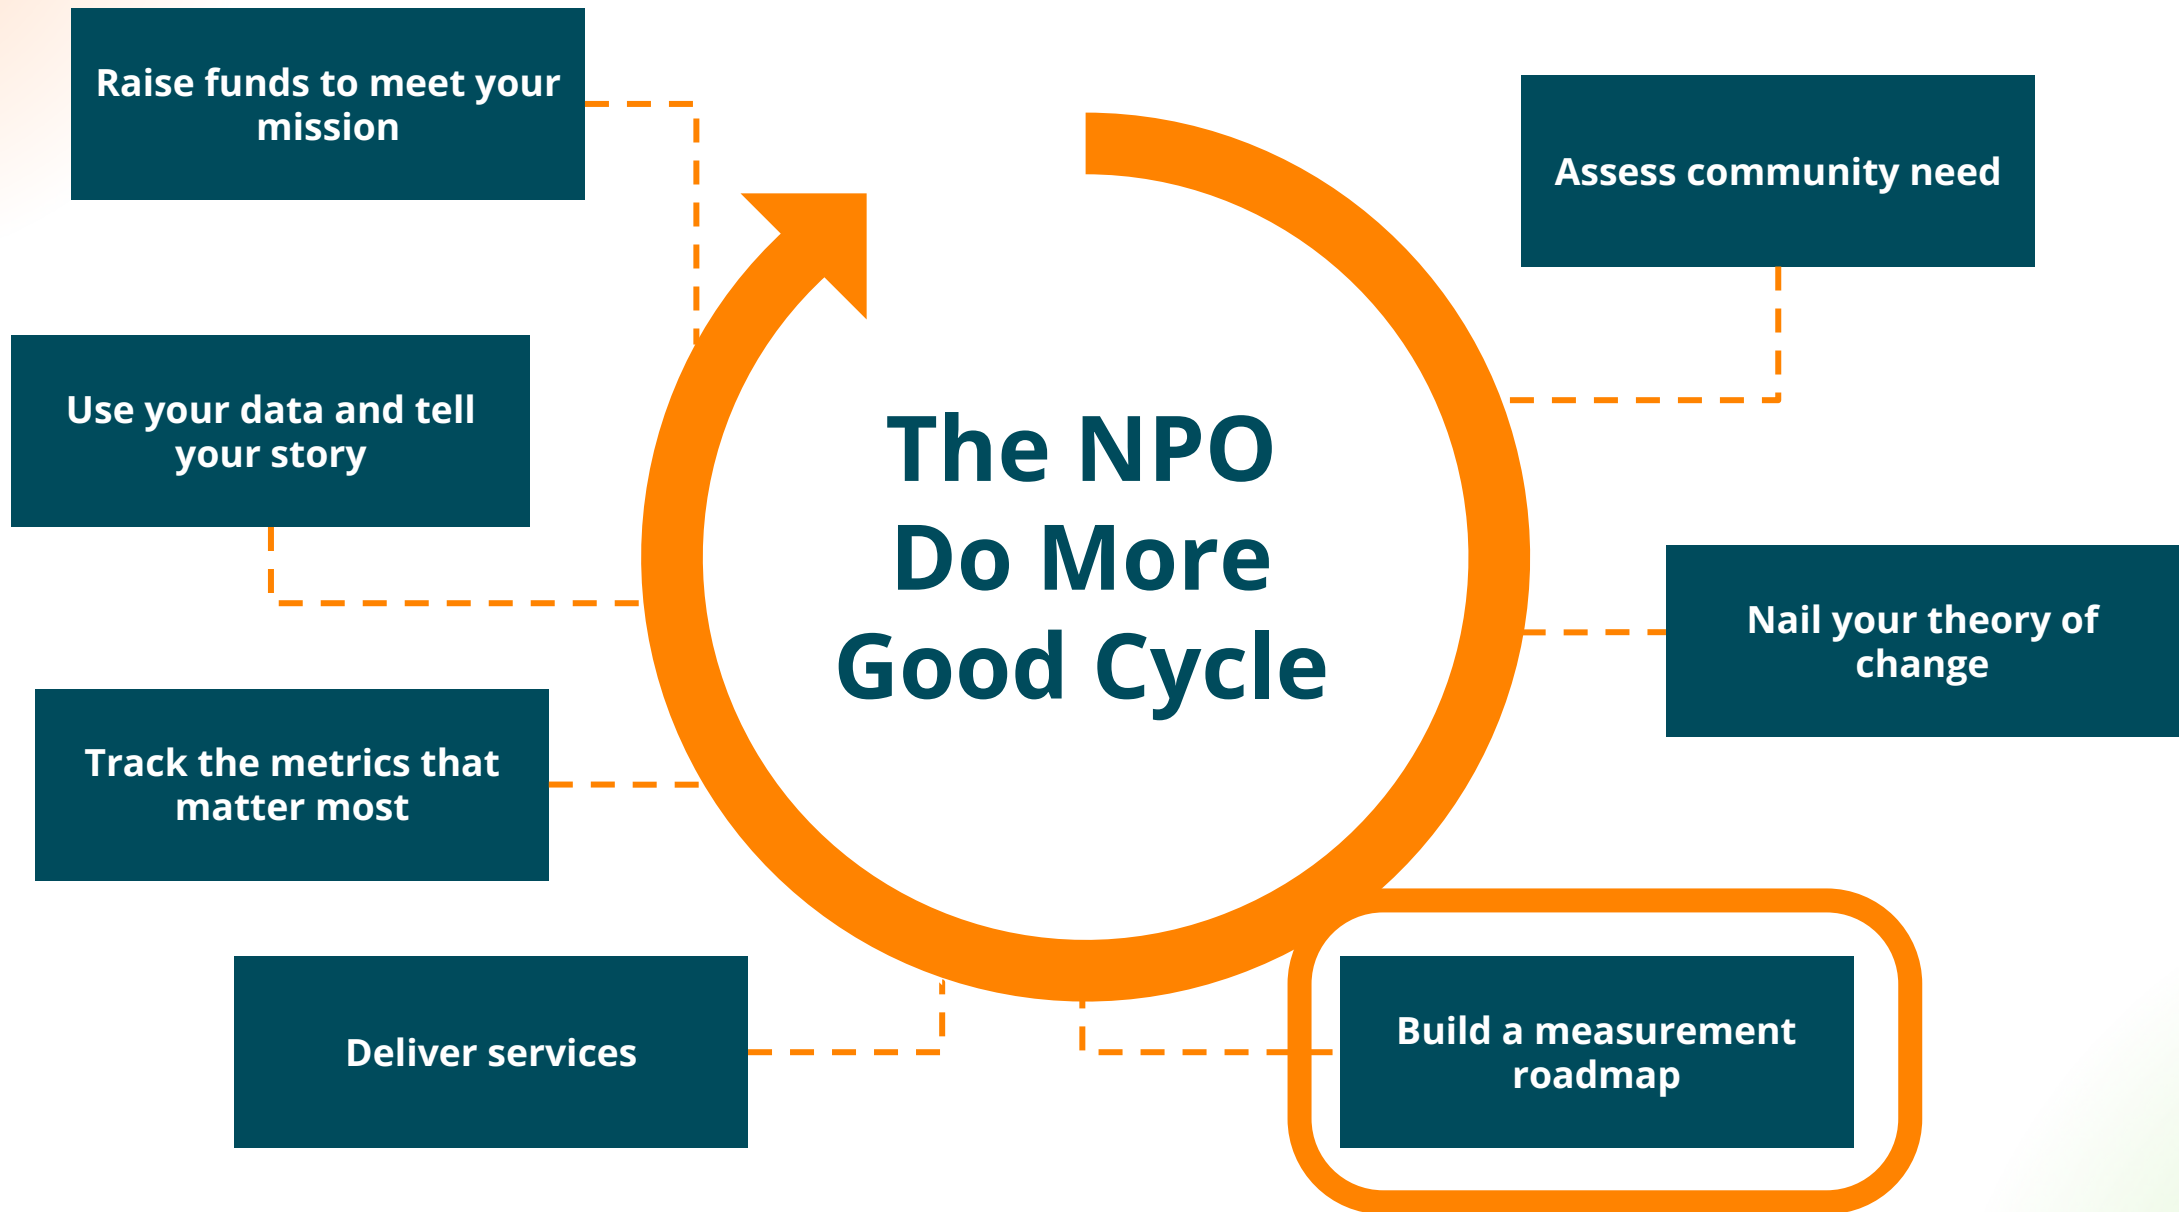 Raise funds to meet your
mission
Assess community need
Use your data and tell
your story
The NPO
Do More
Good Cycle
Nail your theory of
change
Track the metrics that
matter most
Build a measurement
roadmap
Deliver services